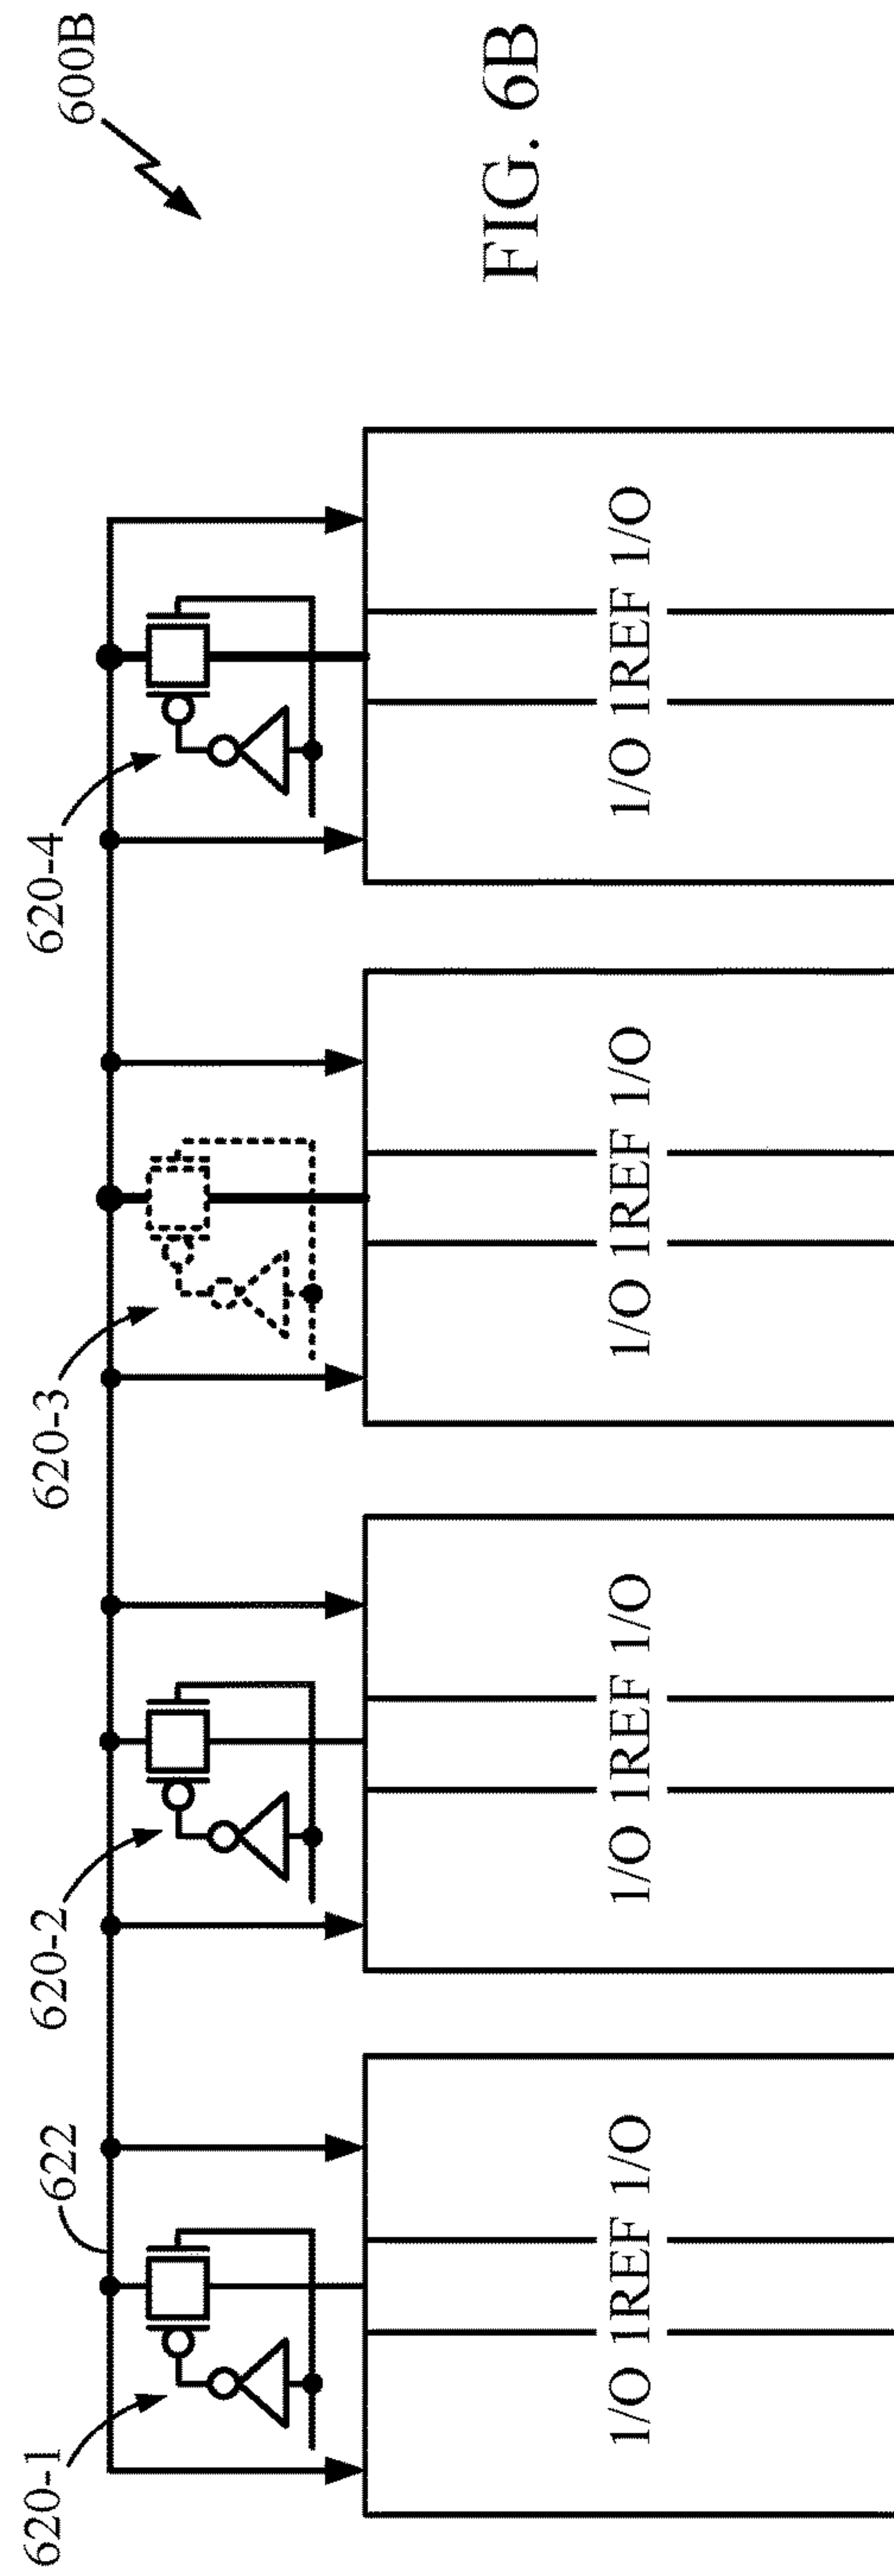 600B
620-1
622
620-2
620-3
620-4
1/O 1REF 1/O
1/O 1REF 1/O
1/O 1REF 1/O
1/O 1REF 1/O
FIG. 6B